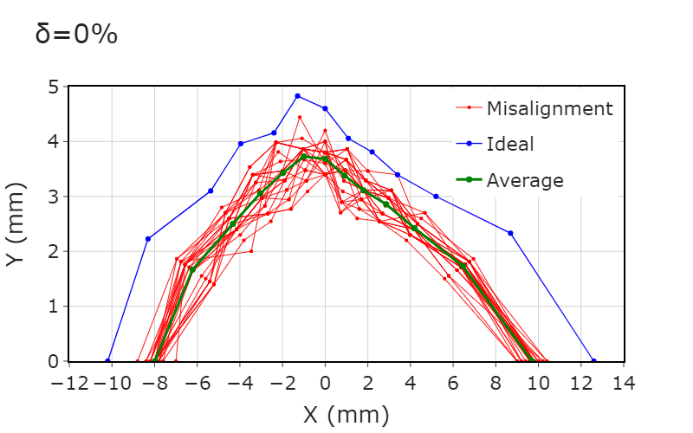 δ=0%
Misalignment
Ideal
Average
Y (mm)
5
4
3
2
1
0
−12 −10 −8 −6 −4 −2 0 2 4 6 8 10 12 14
X (mm)